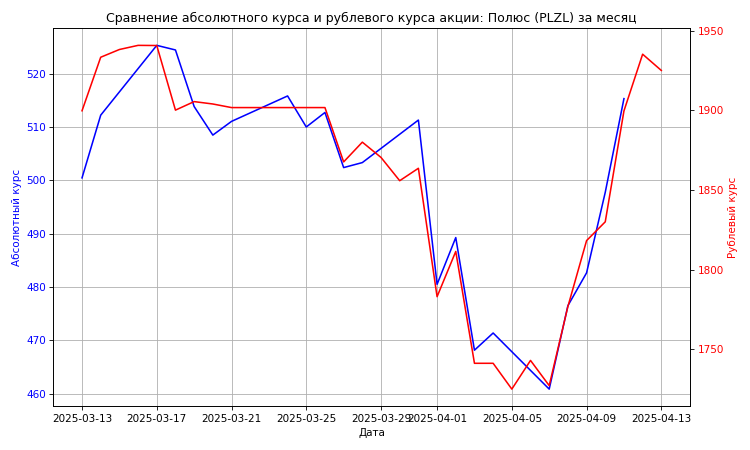 Сравнение абсолютного курса и рублевого курса акции: Полюс (PLZL) за месяц
Абсолютный курс
520
510
500
490
480
470
460
1950
1900
1850
1800
1750
Рублевый курс
2025-03-13 2025-03-17 2025-03-21 2025-03-25 2025-03-29 2025-04-01 2025-04-05 2025-04-09 2025-04-13
Дата